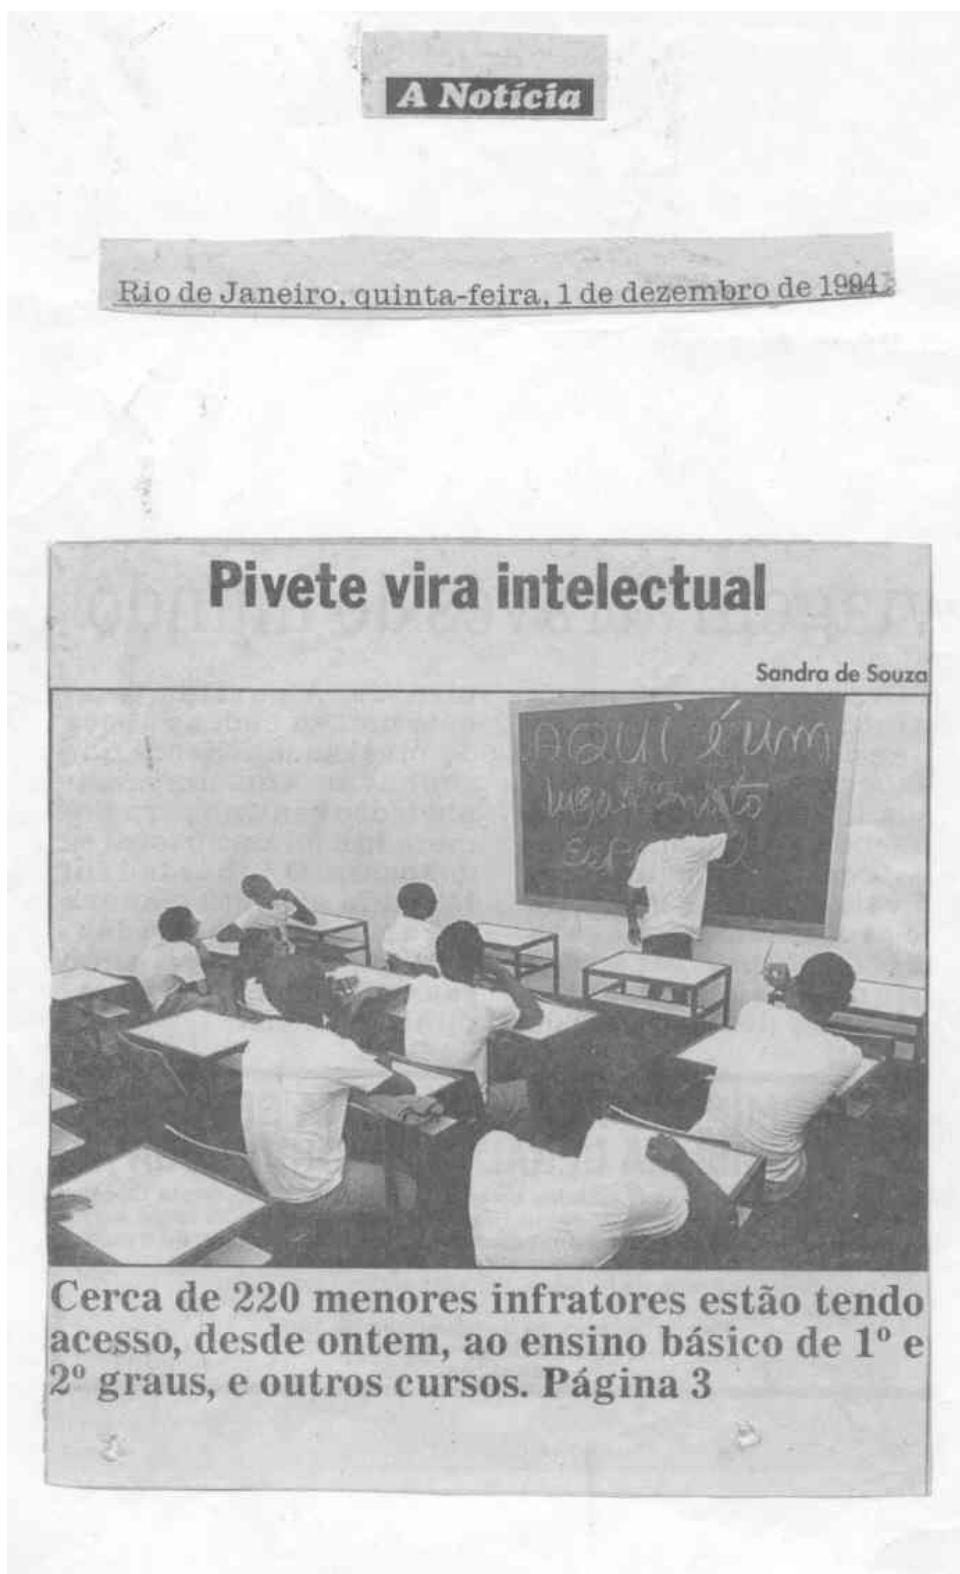 A Notícia
Rio de Janeiro, quinta-feira, 1 de dezembro de 1994
Pivete vira intelectual
Sandra de Souza
AQUI é um
lugar muito
Cerca de 220 menores infratores estão tendo
acesso, desde ontem, ao ensino básico de 1º e
2º graus, e outros cursos. Página 3